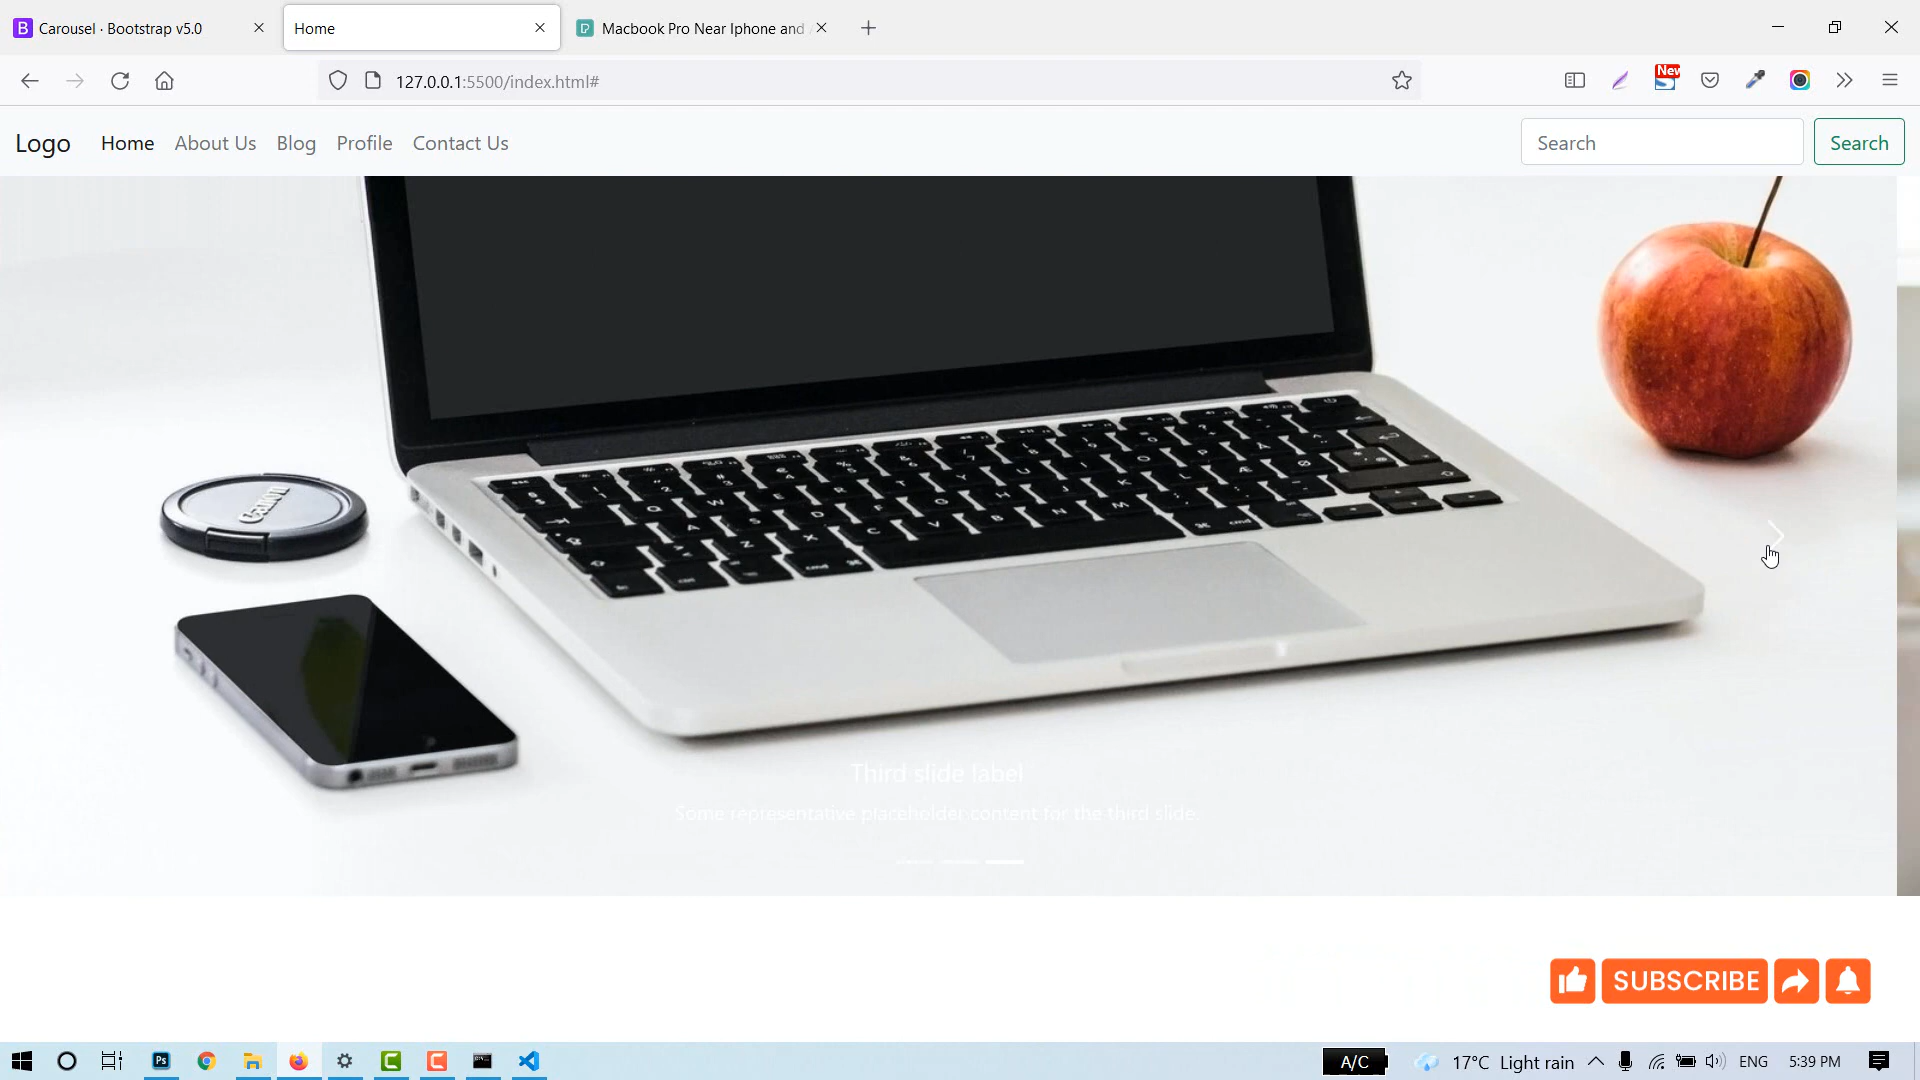 Carousel · Bootstrap v5.0
Home
Macbook Pro Near Iphone and
127.0.0.1:5500/index.html#
New
Logo
Home
About Us
Blog
Profile
Contact Us
Search
Search
Canon
Third slide label
Some representative placeholder content for the third slide.
SUBSCRIBE
Ps
A/C
17°C Light rain
ENG
5:39 PM